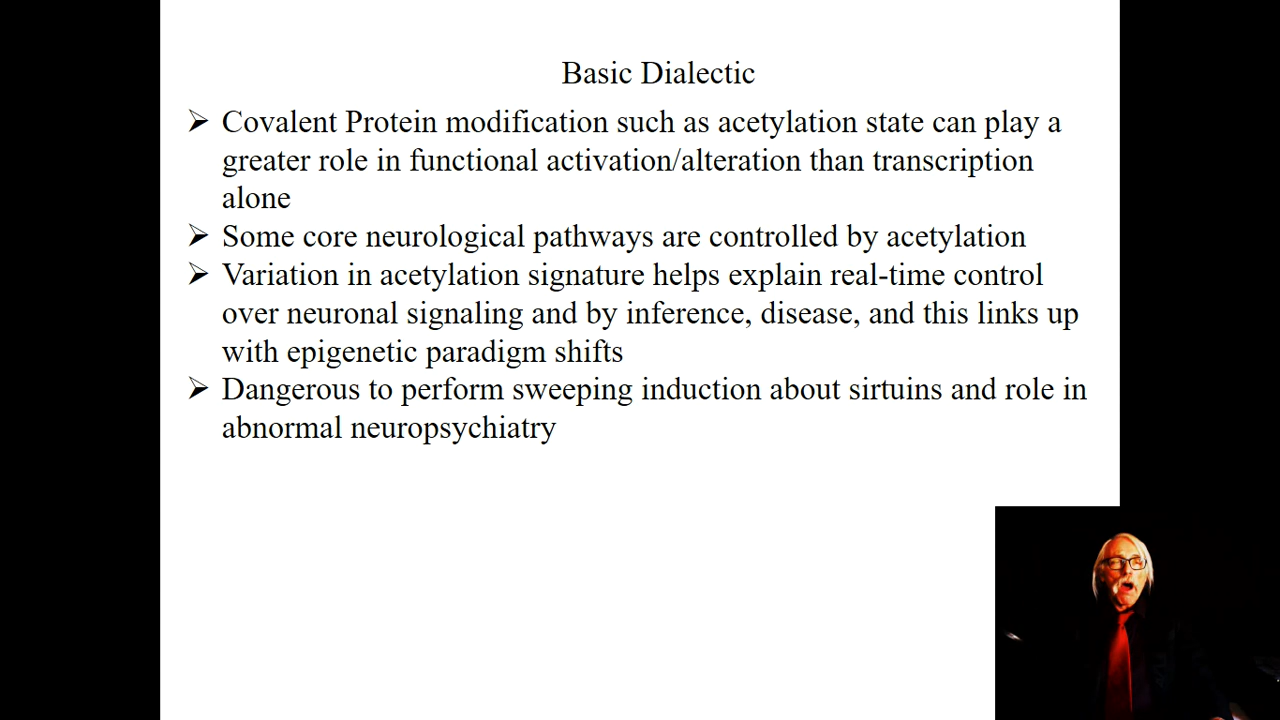 Basic Dialectic
➢ Covalent Protein modification such as acetylation state can play a
greater role in functional activation/alteration than transcription
alone
➢ Some core neurological pathways are controlled by acetylation
➢ Variation in acetylation signature helps explain real-time control
over neuronal signaling and by inference, disease, and this links up
with epigenetic paradigm shifts
➢ Dangerous to perform sweeping induction about sirtuins and role in
abnormal neuropsychiatry